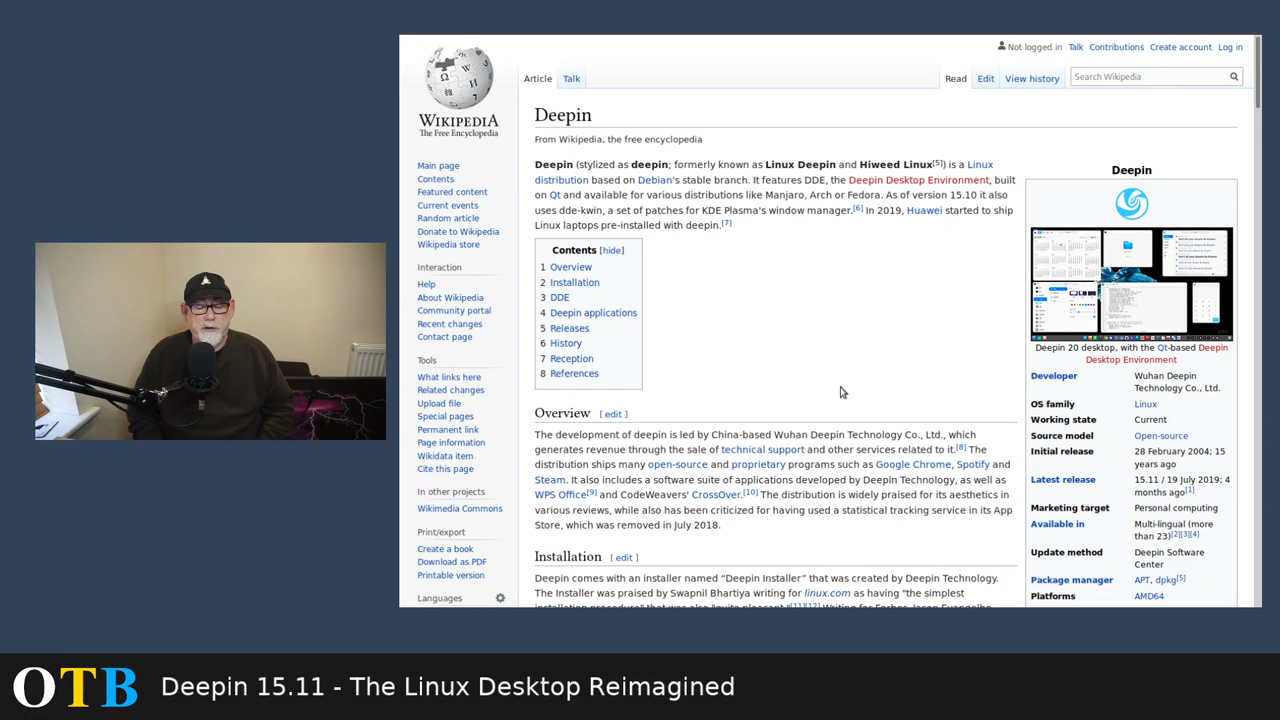 Not logged in Talk Contributions Create account Log in
Article Talk Read Edit View history Search Wikipedia
WIKIPEDIA
The Free Encyclopedia
Main page
Contents
Featured content
Current events
Random article
Donate to Wikipedia
Wikipedia store
Interaction
Help
About Wikipedia
Community portal
Recent changes
Contact page
Tools
What links here
Related changes
Upload file
Special pages
Permanent link
Page information
Wikidata item
Cite this page
In other projects
Wikimedia Commons
Print/export
Create a book
Download as PDF
Printable version
Languages
Deepin
From Wikipedia, the free encyclopedia
Deepin (stylized as deepin; formerly known as Linux Deepin and Hiweed Linux[5]) is a Linux
distribution based on Debian's stable branch. It features DDE, the Deepin Desktop Environment, built
on Qt and available for various distributions like Manjaro, Arch or Fedora. As of version 15.10 it also
uses dde-kwin, a set of patches for KDE Plasma's window manager.[6] In 2019, Huawei started to ship
Linux laptops pre-installed with deepin.[7]
Contents [hide]
1 Overview
2 Installation
3 DDE
4 Deepin applications
5 Releases
6 History
7 Reception
8 References
Overview [ edit ]
The development of deepin is led by China-based Wuhan Deepin Technology Co., Ltd., which
generates revenue through the sale of technical support and other services related to it.[8] The
distribution ships many open-source and proprietary programs such as Google Chrome, Spotify and
Steam. It also includes a software suite of applications developed by Deepin Technology, as well as
WPS Office[9] and CodeWeavers' CrossOver.[10] The distribution is widely praised for its aesthetics in
various reviews, while also has been criticized for having used a statistical tracking service in its App
Store, which was removed in July 2018.
Installation [ edit ]
Deepin comes with an installer named “Deepin Installer” that was created by Deepin Technology.
The Installer was praised by Swapnil Bhartiya writing for linux.com as having "the simplest
Deepin
Deepin 20 desktop, with the Qt-based Deepin
Desktop Environment
Developer Wuhan Deepin
Technology Co., Ltd.
OS family Linux
Working state Current
Source model Open-source
Initial release 28 February 2004; 15
years ago
Latest release 15.11 / 19 July 2019; 4
months ago[1]
Marketing target Personal computing
Available in Multi-lingual (more
than 23)[2][3][4]
Update method Deepin Software
Center
Package manager APT, dpkg[5]
Platforms AMD64
OTB Deepin 15.11 - The Linux Desktop Reimagined